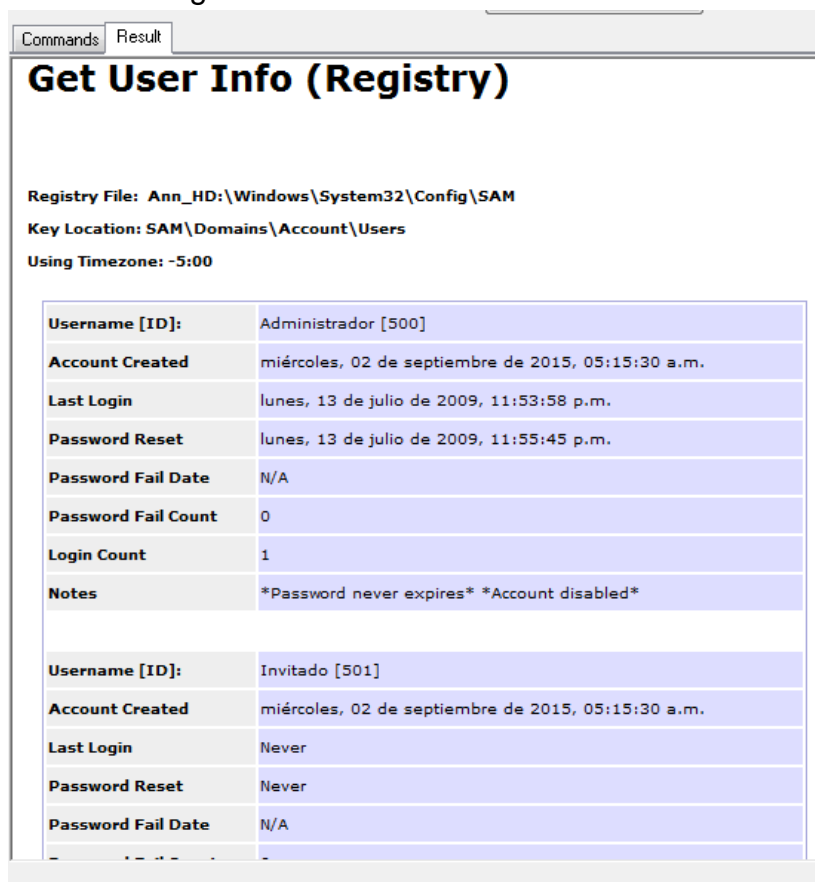 Commands Result
Get User Info (Registry)
Registry File: Ann_HD:\Windows\System32\Config\SAM
Key Location: SAM\Domains\Account\Users
Using Timezone: -5:00
Username [ID]: Administrador [500]
Account Created miércoles, 02 de septiembre de 2015, 05:15:30 a.m.
Last Login lunes, 13 de julio de 2009, 11:53:58 p.m.
Password Reset lunes, 13 de julio de 2009, 11:55:45 p.m.
Password Fail Date N/A
Password Fail Count 0
Login Count 1
Notes *Password never expires* *Account disabled*
Username [ID]: Invitado [501]
Account Created miércoles, 02 de septiembre de 2015, 05:15:30 a.m.
Last Login Never
Password Reset Never
Password Fail Date N/A